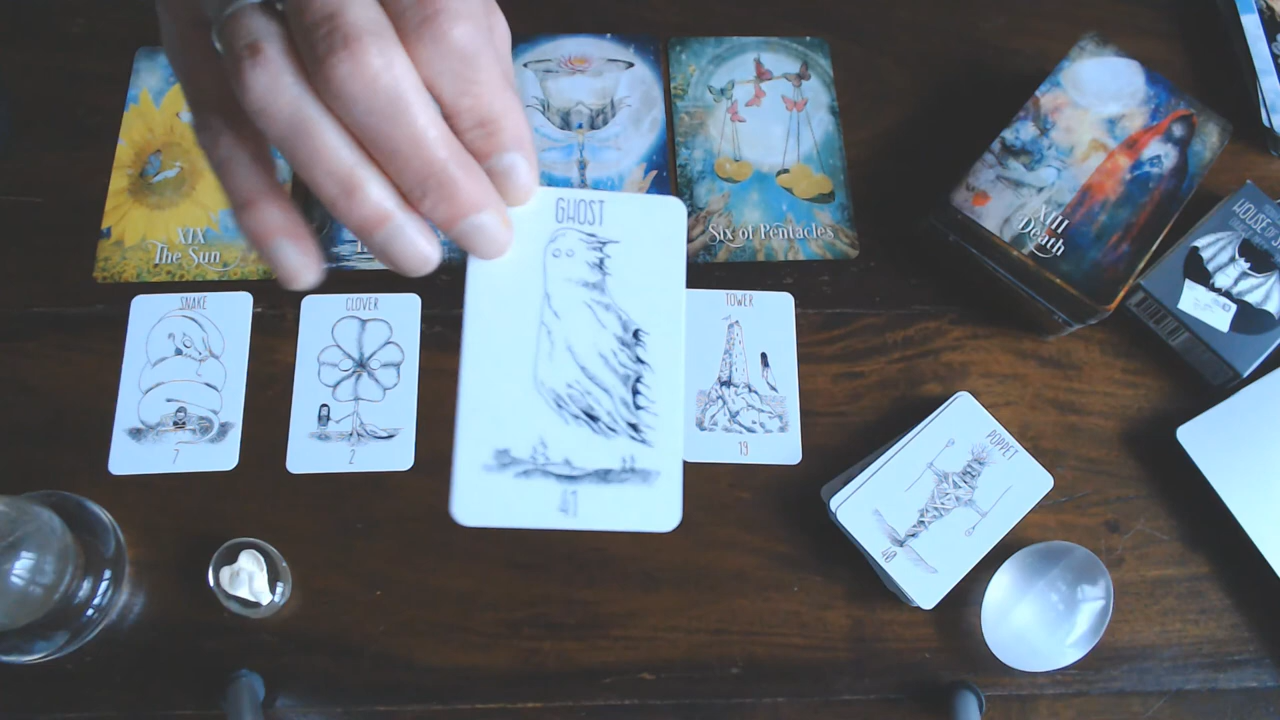 XIX
The Sun
Six of Pentacles
XIII
Death
HOUSE OF
SNAKE
7
CLOVER
2
GHOST
41
TOWER
19
POPPET
40